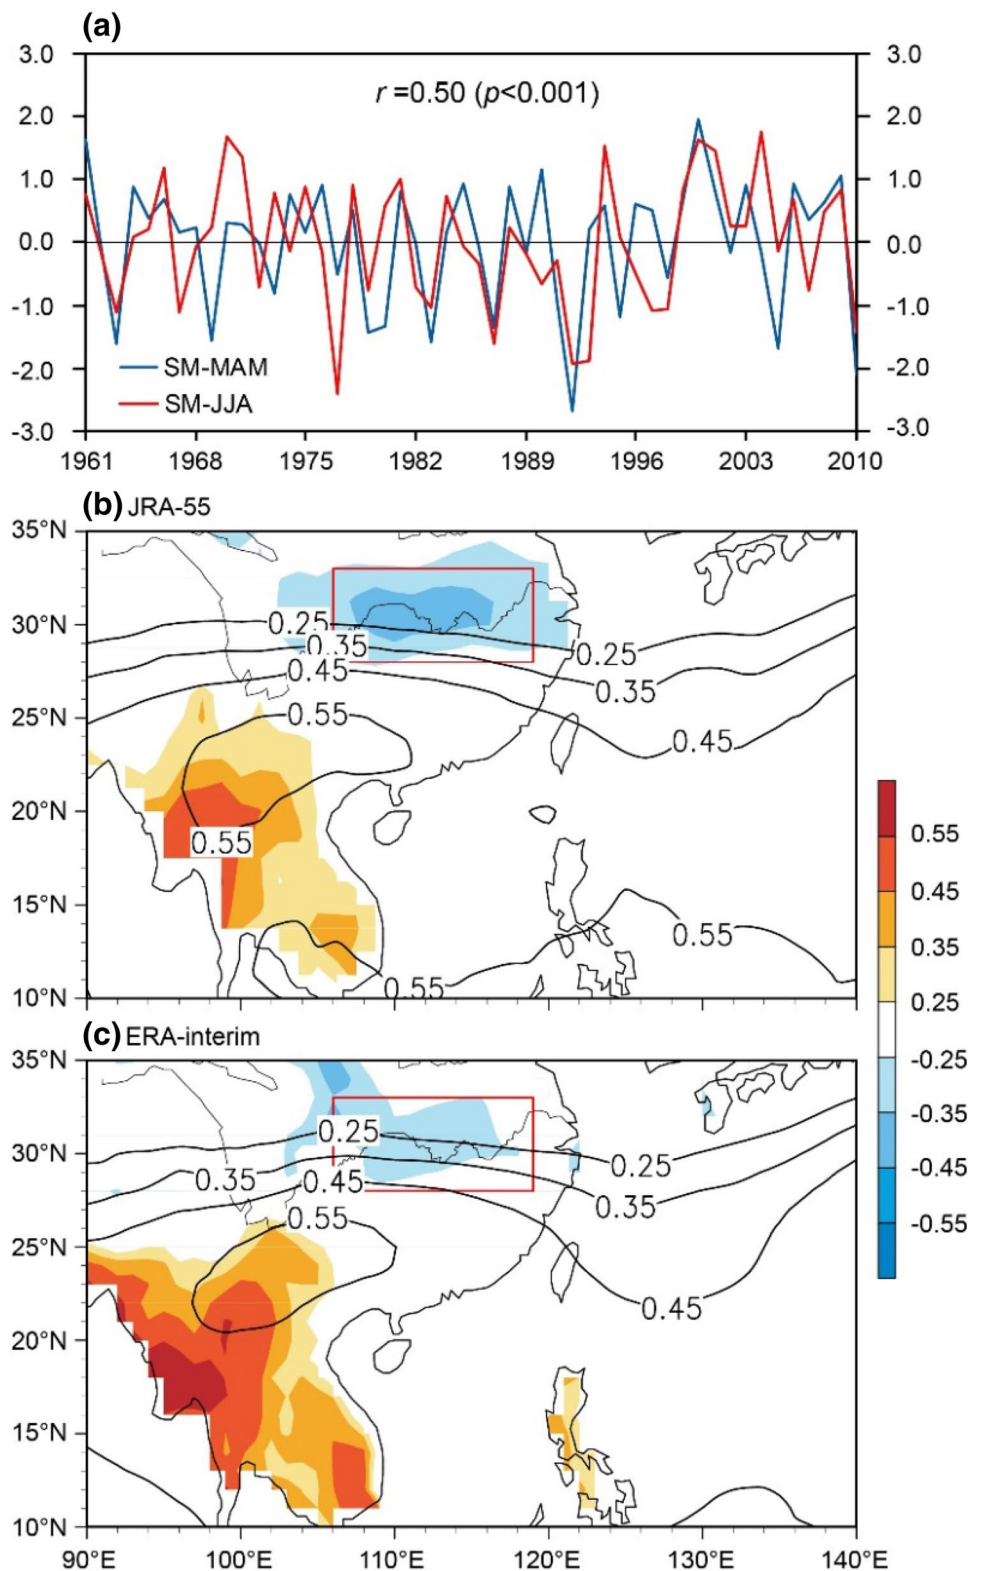 (a)
3.0 3.0
r =0.50 (p<0.001)
2.0 2.0
1.0 1.0
0.0 0.0
-1.0 -1.0
SM-MAM
-2.0 -2.0
SM-JJA
-3.0 -3.0
1961 1968 1975 1982 1989 1996 2003 2010
(b) JRA-55
35°N
30°N
0.25
0.35
0.25
0.45
0.35
25°N
0.55
0.45
20°N
0.55
0.55
0.45
15°N
0.55
0.35
0.55
10°N
0.25
(c) ERA-interim
35°N
-0.25
-0.35
0.25
30°N
0.25
-0.45
0.35
0.45
0.35
0.55
-0.55
25°N
0.45
20°N
15°N
10°N
90°E 100°E 110°E 120°E 130°E 140°E